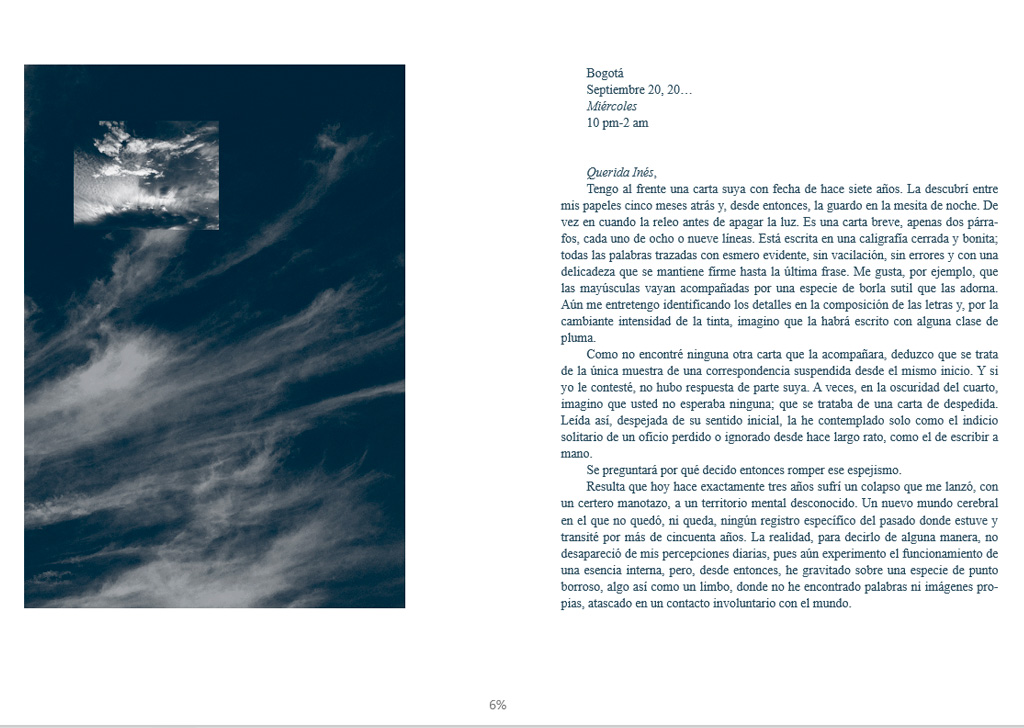 Bogotá
Septiembre 20, 20…
Miércoles
10 pm-2 am
Querida Inés,
Tengo al frente una carta suya con fecha de hace siete años. La descubrí entre
mis papeles cinco meses atrás y, desde entonces, la guardo en la mesita de noche. De
vez en cuando la releo antes de apagar la luz. Es una carta breve, apenas dos párra-
fos, cada uno de ocho o nueve líneas. Está escrita en una caligrafía cerrada y bonita;
todas las palabras trazadas con esmero evidente, sin vacilación, sin errores y con una
delicadeza que se mantiene firme hasta la última frase. Me gusta, por ejemplo, que
las mayúsculas vayan acompañadas por una especie de borla sutil que las adorna.
Aún me entretengo identificando los detalles en la composición de las letras y, por la
cambiante intensidad de la tinta, imagino que la habrá escrito con alguna clase de
pluma.
Como no encontré ninguna otra carta que la acompañara, deduzco que se trata
de la única muestra de una correspondencia suspendida desde el mismo inicio. Y si
yo le contesté, no hubo respuesta de parte suya. A veces, en la oscuridad del cuarto,
imagino que usted no esperaba ninguna; que se trataba de una carta de despedida.
Leída así, despejada de su sentido inicial, la he contemplado solo como el indicio
solitario de un oficio perdido o ignorado desde hace largo rato, como el de escribir a
mano.
Se preguntará por qué decido entonces romper ese espejismo.
Resulta que hoy hace exactamente tres años sufrí un colapso que me lanzó, con
un certero manotazo, a un territorio mental desconocido. Un nuevo mundo cerebral
en el que no quedó, ni queda, ningún registro específico del pasado donde estuve y
transité por más de cincuenta años. La realidad, para decirlo de alguna manera, no
desapareció de mis percepciones diarias, pues aún experimento el funcionamiento de
una esencia interna, pero, desde entonces, he gravitado sobre una especie de punto
borroso, algo así como un limbo, donde no he encontrado palabras ni imágenes pro-
pias, atascado en un contacto involuntario con el mundo.
6%